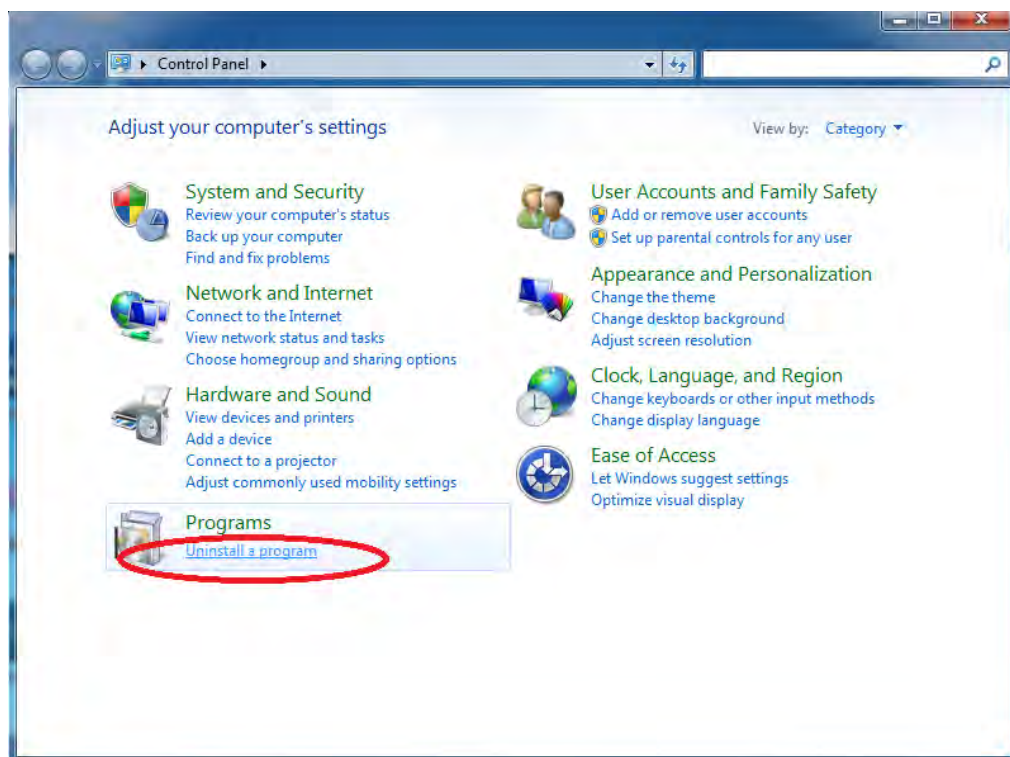 Control Panel
Adjust your computer's settings
View by: Category
System and Security
Review your computer's status
Back up your computer
Find and fix problems
Network and Internet
Connect to the Internet
View network status and tasks
Choose homegroup and sharing options
Hardware and Sound
View devices and printers
Add a device
Connect to a projector
Adjust commonly used mobility settings
Programs
Uninstall a program
User Accounts and Family Safety
Add or remove user accounts
Set up parental controls for any user
Appearance and Personalization
Change the theme
Change desktop background
Adjust screen resolution
Clock, Language, and Region
Change keyboards or other input methods
Change display language
Ease of Access
Let Windows suggest settings
Optimize visual display